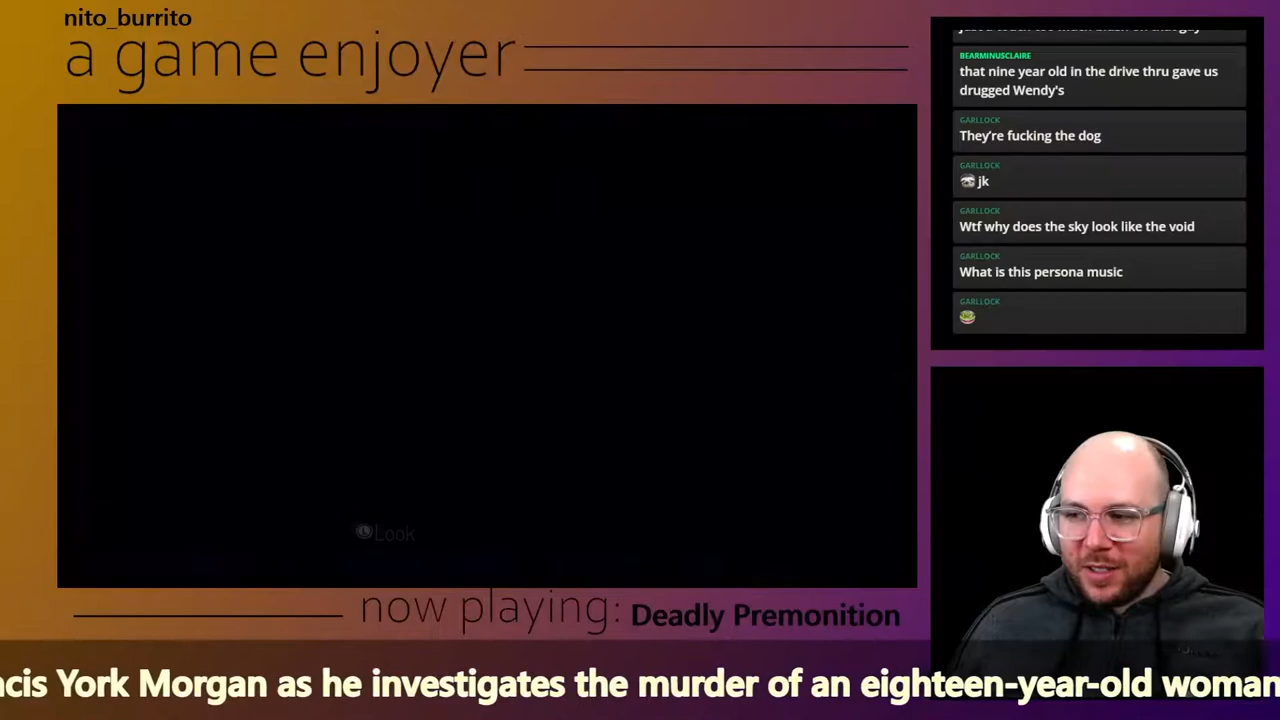 nito_burrito
a game enjoyer
BEARMINUSCLAIRE
that nine year old in the drive thru gave us
drugged Wendy's
GARLLOCK
They're fucking the dog
GARLLOCK
jk
GARLLOCK
Wtf why does the sky look like the void
GARLLOCK
What is this persona music
GARLLOCK
Look
now playing: Deadly Premonition
ncis York Morgan as he investigates the murder of an eighteen-year-old woman